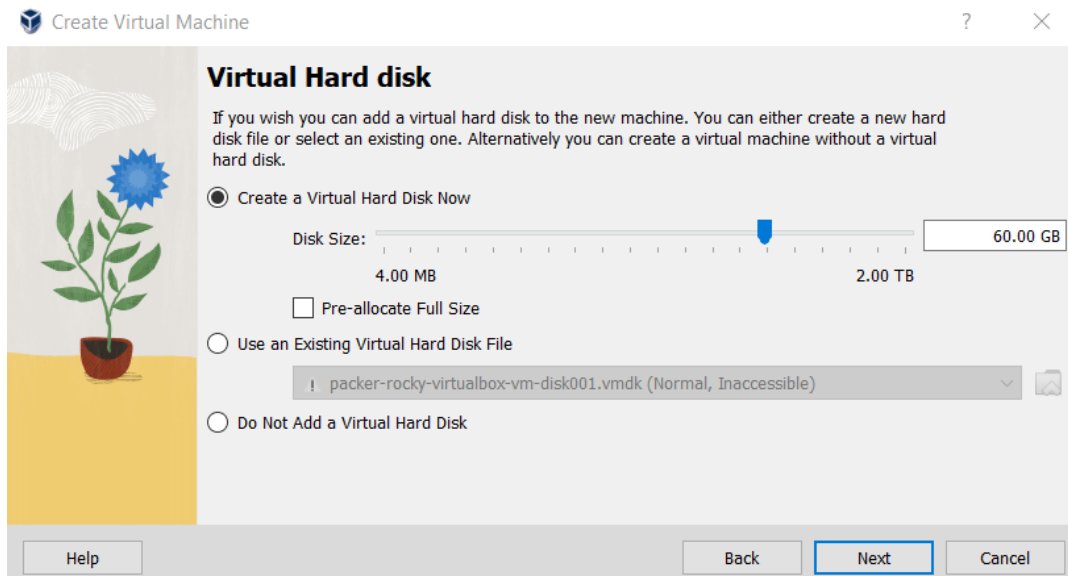 Create Virtual Machine
?
Virtual Hard disk
If you wish you can add a virtual hard disk to the new machine. You can either create a new hard
disk file or select an existing one. Alternatively you can create a virtual machine without a virtual
hard disk.
Create a Virtual Hard Disk Now
Disk Size:
60.00 GB
4.00 MB
2.00 TB
Pre-allocate Full Size
Use an Existing Virtual Hard Disk File
packer-rocky-virtualbox-vm-disk001.vmdk (Normal, Inaccessible)
Do Not Add a Virtual Hard Disk
Help
Back
Next
Cancel